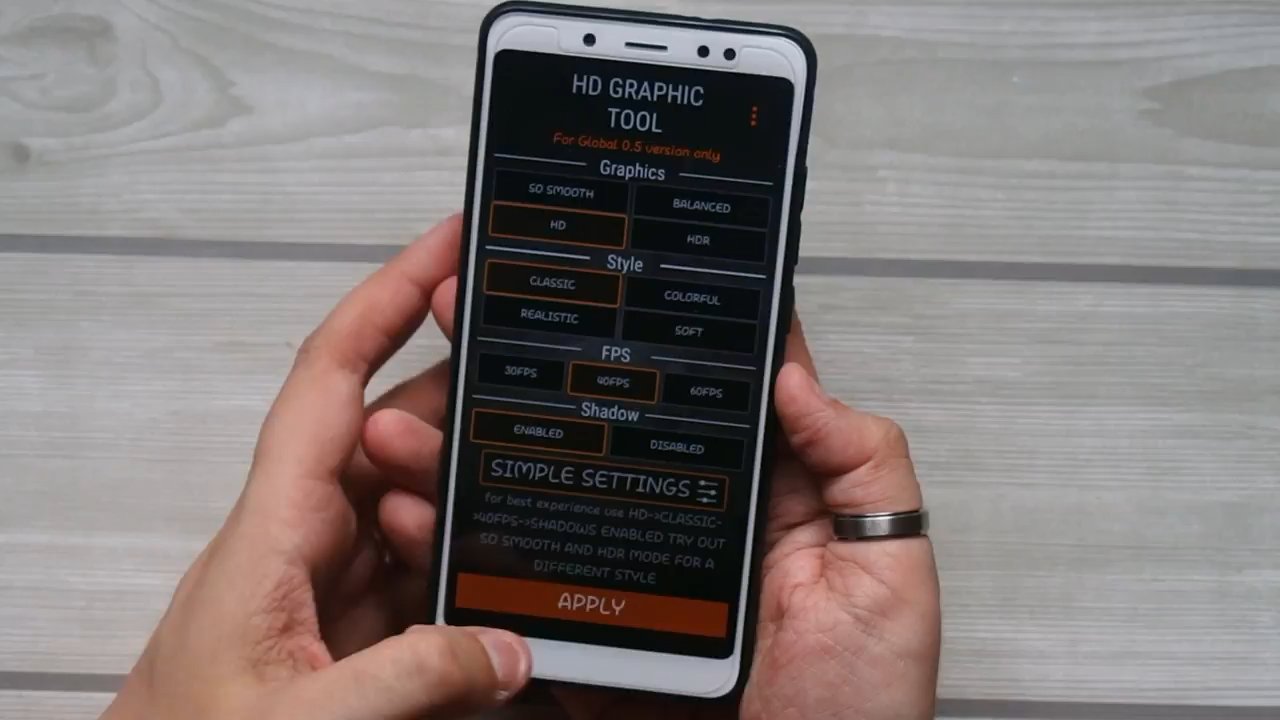 HD GRAPHIC
TOOL
For Global 0.5 version only
Graphics
SO SMOOTH
BALANCED
HD
HDR
Style
CLASSIC
COLORFUL
REALISTIC
SOFT
FPS
30FPS
40FPS
60FPS
Shadow
ENABLED
DISABLED
SIMPLE SETTINGS
for best experience use HD->CLASSIC-
>40FPS->SHADOWS ENABLED TRY OUT
SO SMOOTH AND HDR MODE FOR A
DIFFERENT STYLE
APPLY